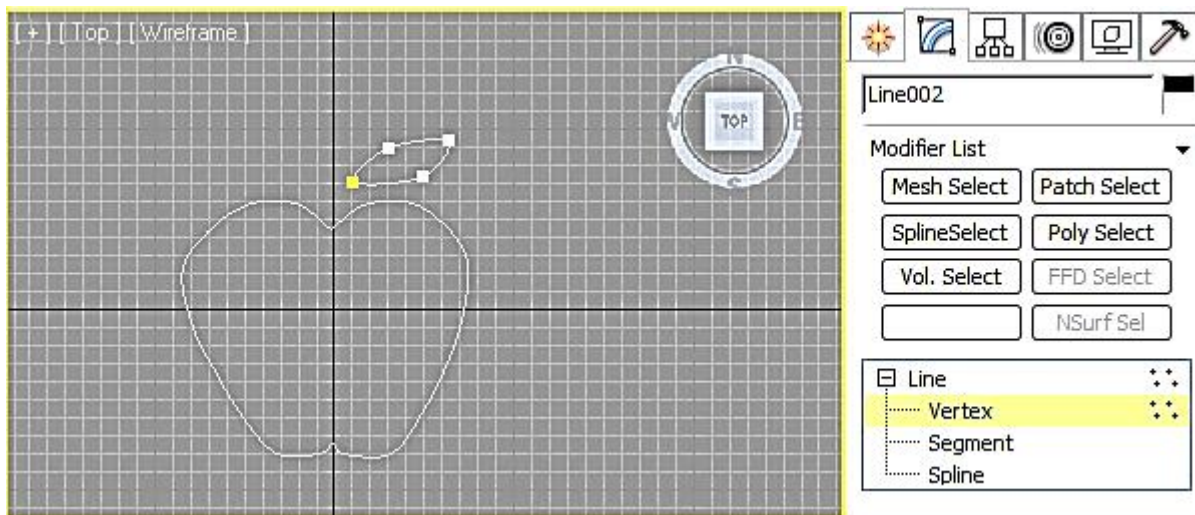 [ + ] [ Top ] [ Wireframe ]
N
TOP
E
S
Line002
Modifier List
Mesh Select
Patch Select
SplineSelect
Poly Select
Vol. Select
FFD Select
NSurf Sel
Line
Vertex
Segment
Spline